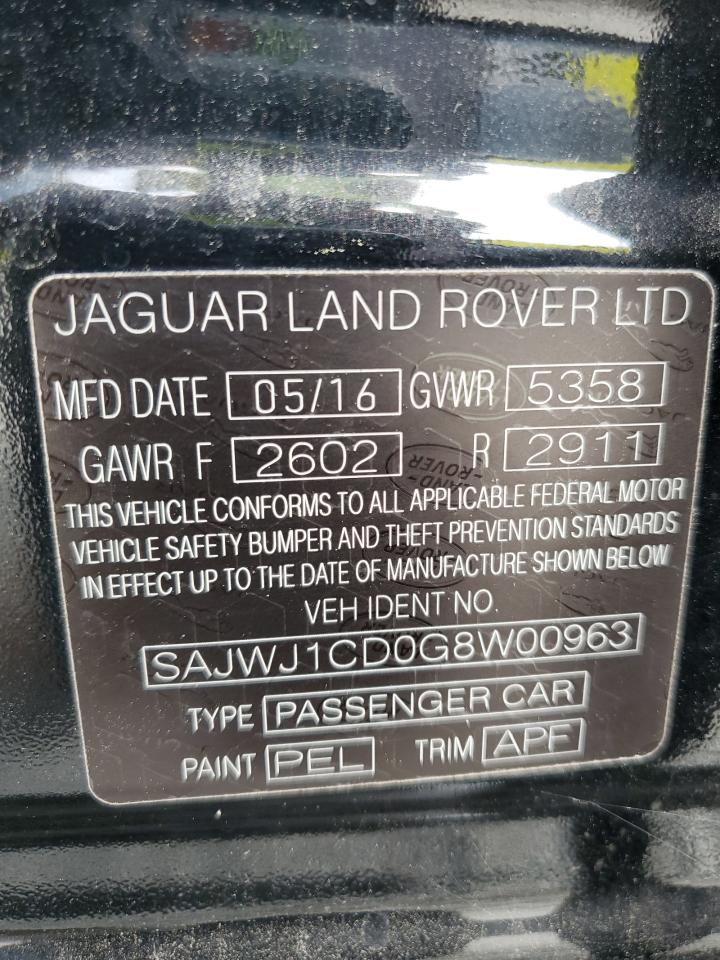 JAGUAR LAND ROVER LTD
MFD DATE 05/16 GVWR 5358
GAWR F 2602 R 2911
THIS VEHICLE CONFORMS TO ALL APPLICABLE FEDERAL MOTOR
VEHICLE SAFETY BUMPER AND THEFT PREVENTION STANDARDS
IN EFFECT UP TO THE DATE OF MANUFACTURE SHOWN BELOW
VEH IDENT NO.
SAJWJ1CD0G8W00963
TYPE PASSENGER CAR
PAINT PEL TRIM APF